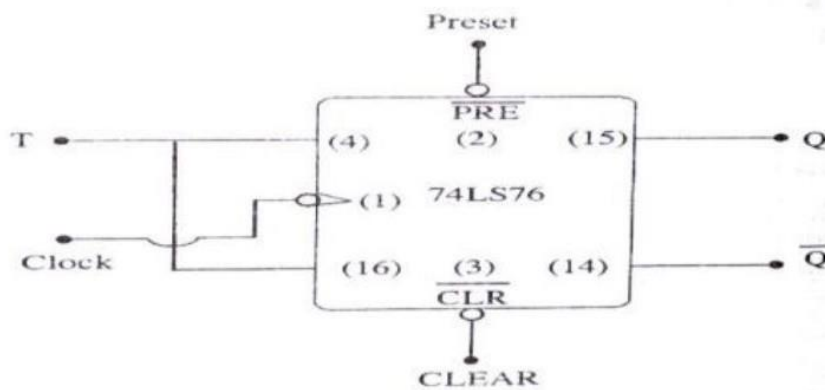 Preset
PRE
T (4) (2) (15) Q
(1) 74LS76
Clock
(16) (3) (14) Q
CLR
CLEAR